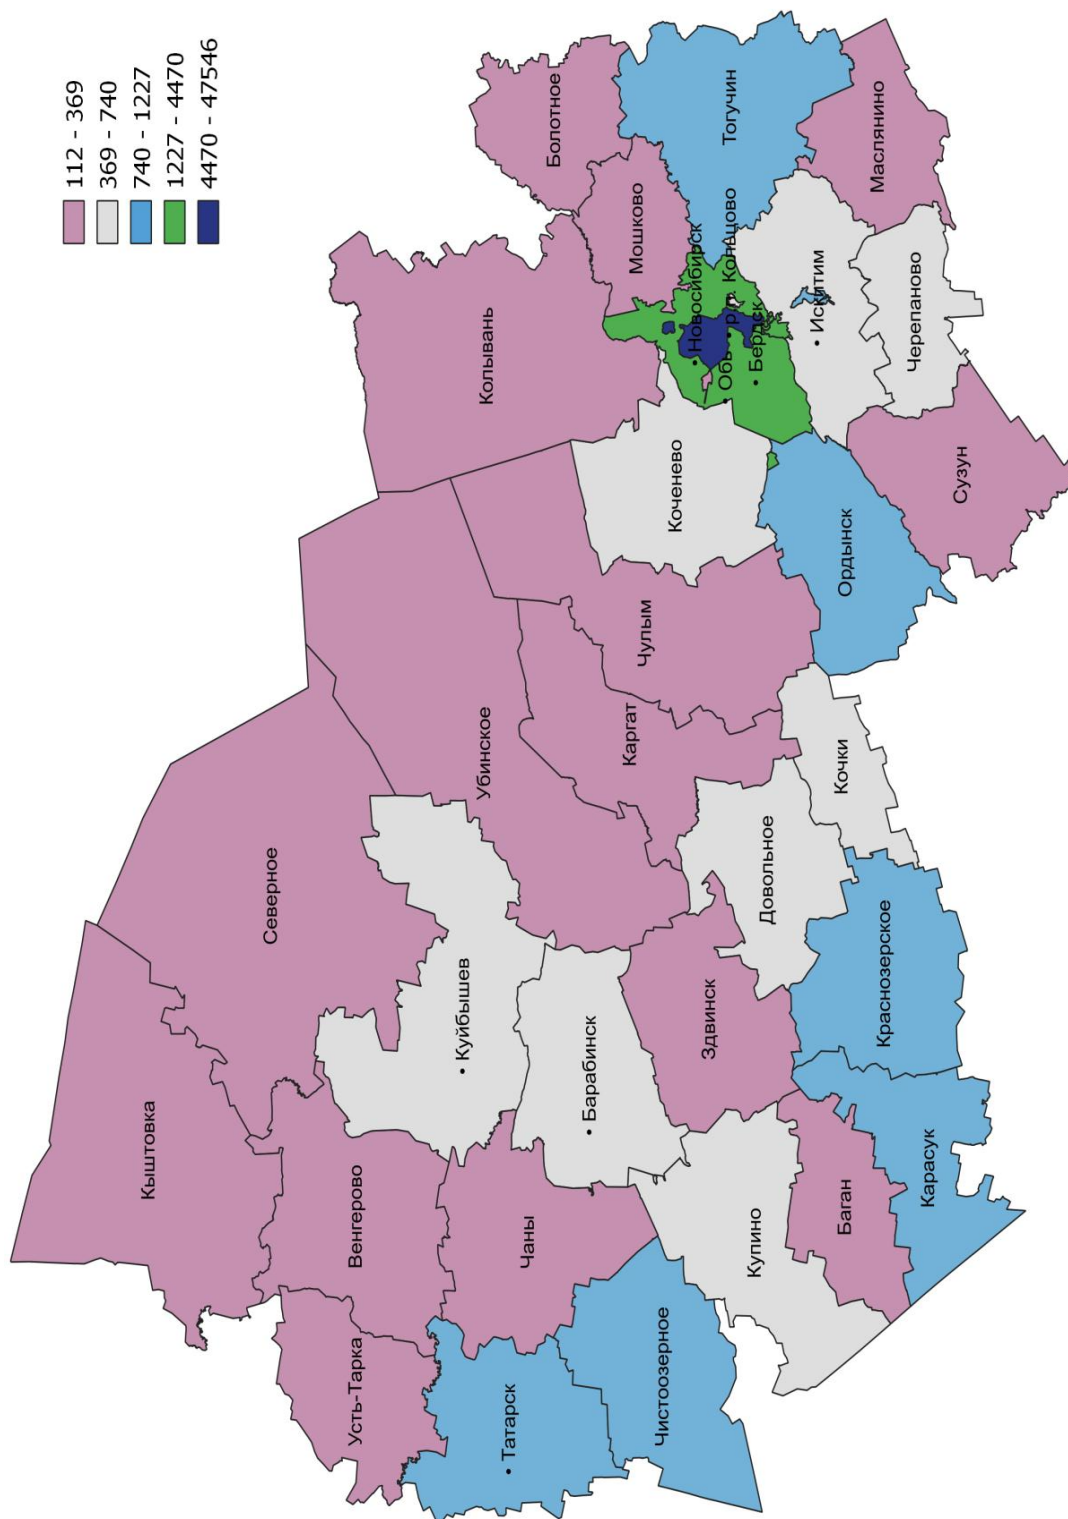 112 - 369
369 - 740
740 - 1227
1227 - 4470
4470 - 47546
Кыштовка
Северное
Усть-Тарка
Венгерово
Куйбышев
Убинское
Колывань
Болотное
Татарск
Чаны
Барабинск
Каргат
Чулым
Коченево
Мошково
Новосибирск
Обь
р.п. Кольцово
Бердск
Тогучин
Чистоозерное
Купино
Здвинск
Довольное
Кочки
Ордынск
Искитим
Маслянино
Баган
Карасук
Краснозерское
Сузун
Черепаново